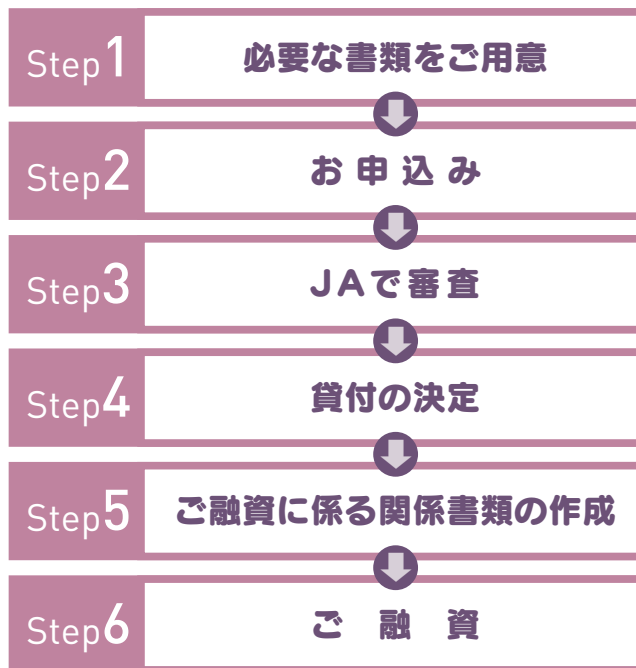 Step1 必要な書類をご用意
Step2 お申込み
Step3 JAで審査
Step4 貸付の決定
Step5 ご融資に係る関係書類の作成
Step6 ご融資